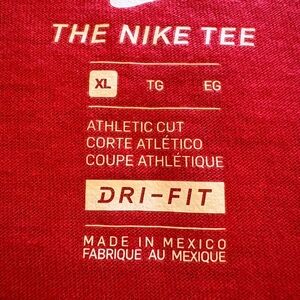 THE NIKE TEE
XL TG EG
ATHLETIC CUT
CORTE ATLÉTICO
COUPE ATHLÉTIQUE
DRI-FIT
MADE IN MEXICO
FABRIQUE AU MEXIQUE